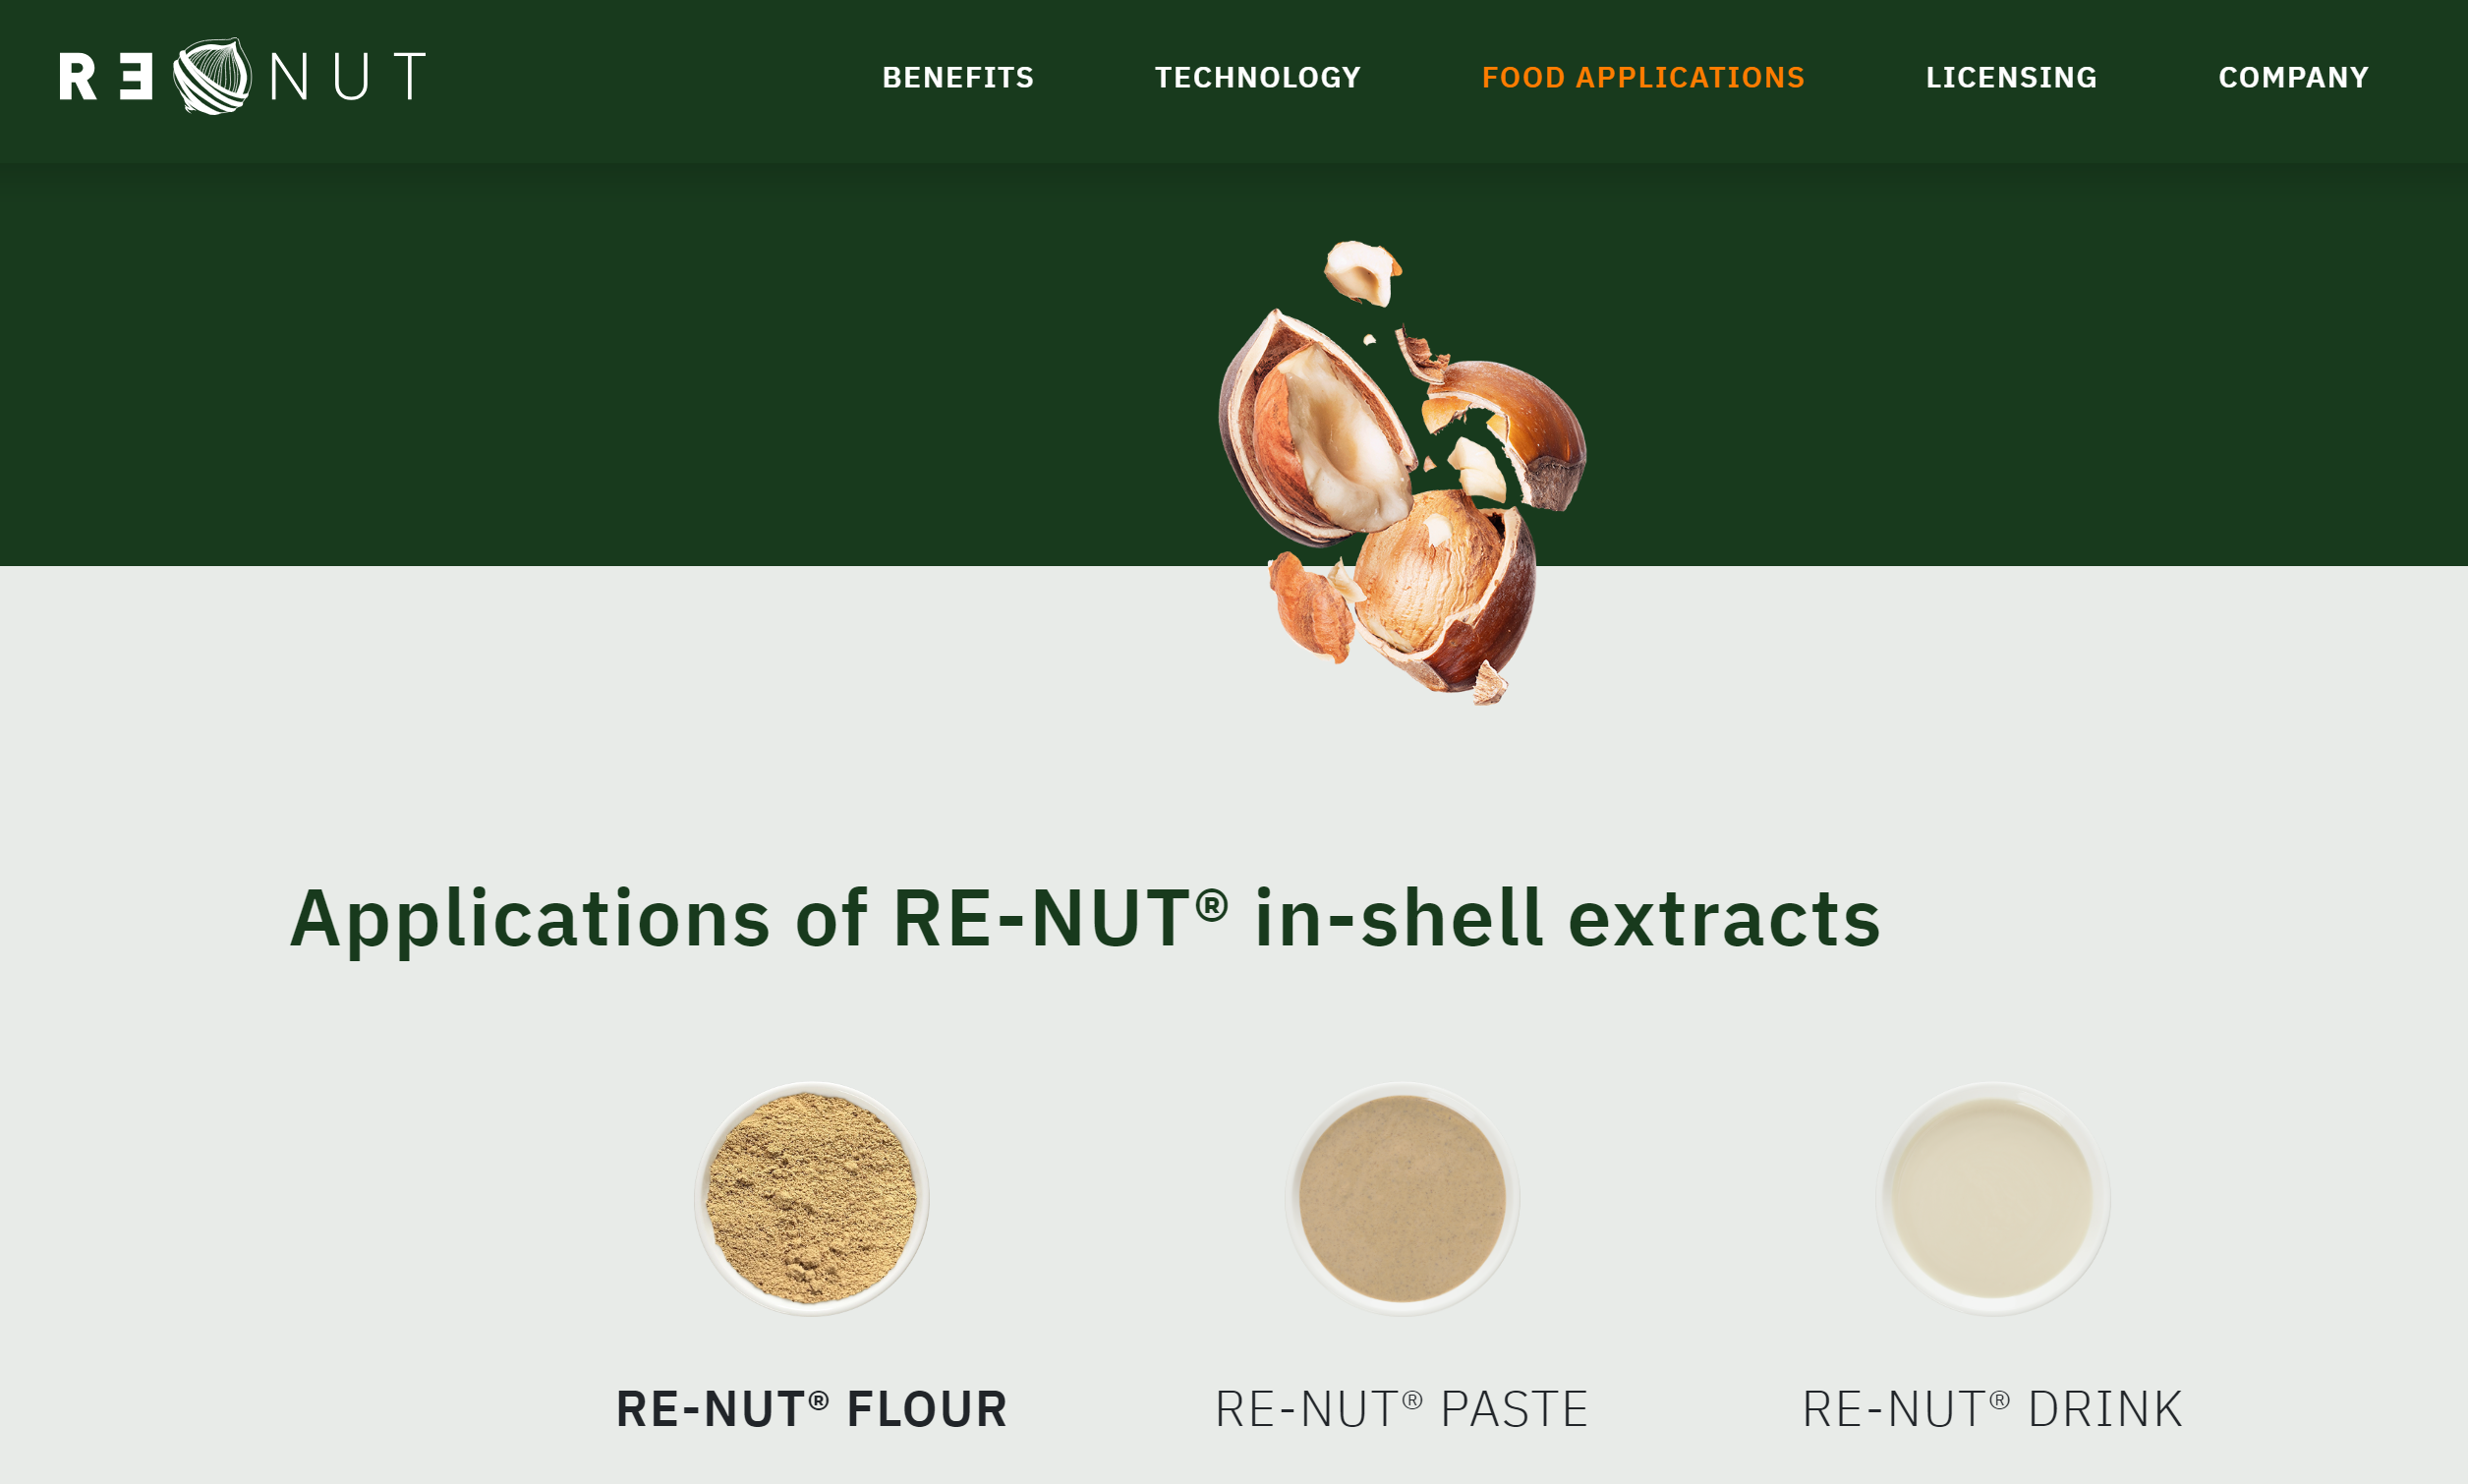 RE NUT
BENEFITS TECHNOLOGY FOOD APPLICATIONS LICENSING COMPANY
Applications of RE-NUT® in-shell extracts
RE-NUT® FLOUR RE-NUT® PASTE RE-NUT® DRINK